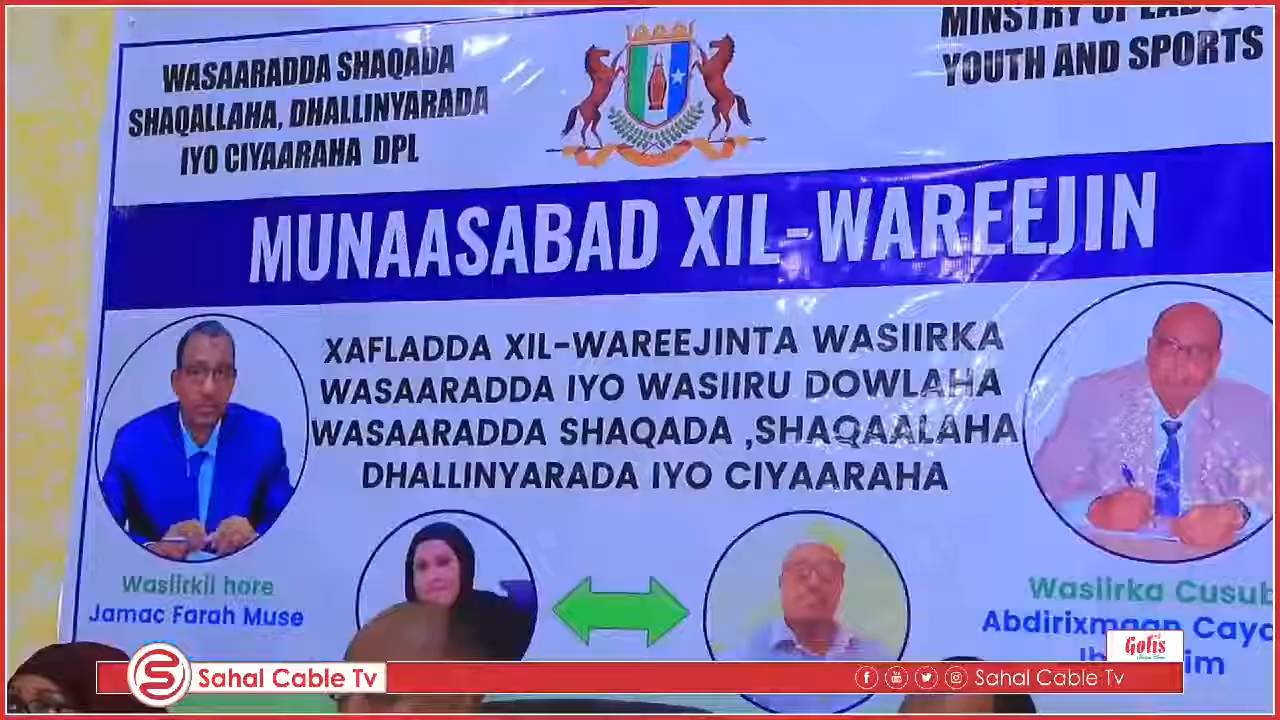 WASAARADDA SHAQADA
SHAQALLAHA, DHALLINYARADA
IYO CIYAARAHA DPL
YOUTH AND SPORTS
MUNAASABAD XIL-WAREEJIN
XAFLADDA XIL-WAREEJINTA WASIIRKA
WASAARADDA IYO WASIIRU DOWLAHA
WASAARADDA SHAQADA ,SHAQAALAHA
DHALLINYARADA IYO CIYAARAHA
Wasiirkii hore
Jamac Farah Muse
Wasiirka Cusub
Golis
Sahal Cable Tv
Sahal Cable Tv